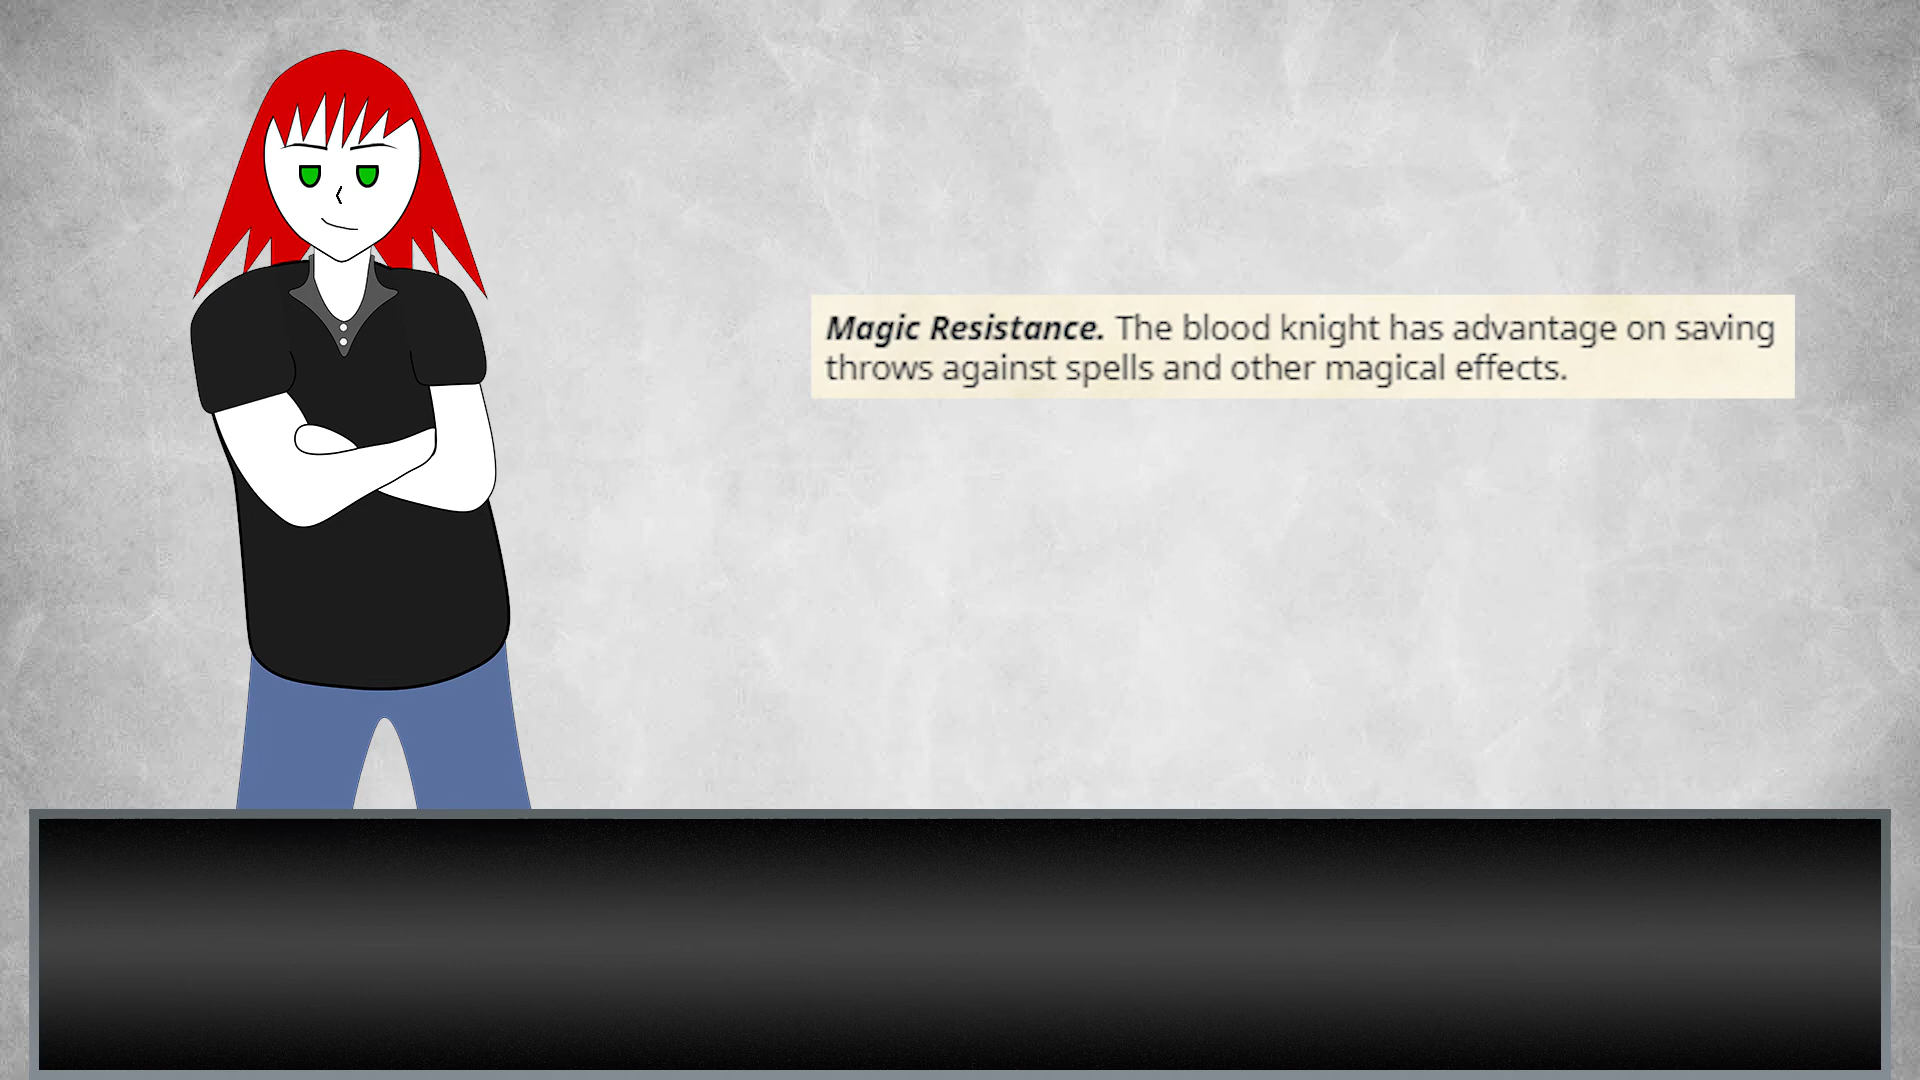 Magic Resistance. The blood knight has advantage on saving
throws against spells and other magical effects.